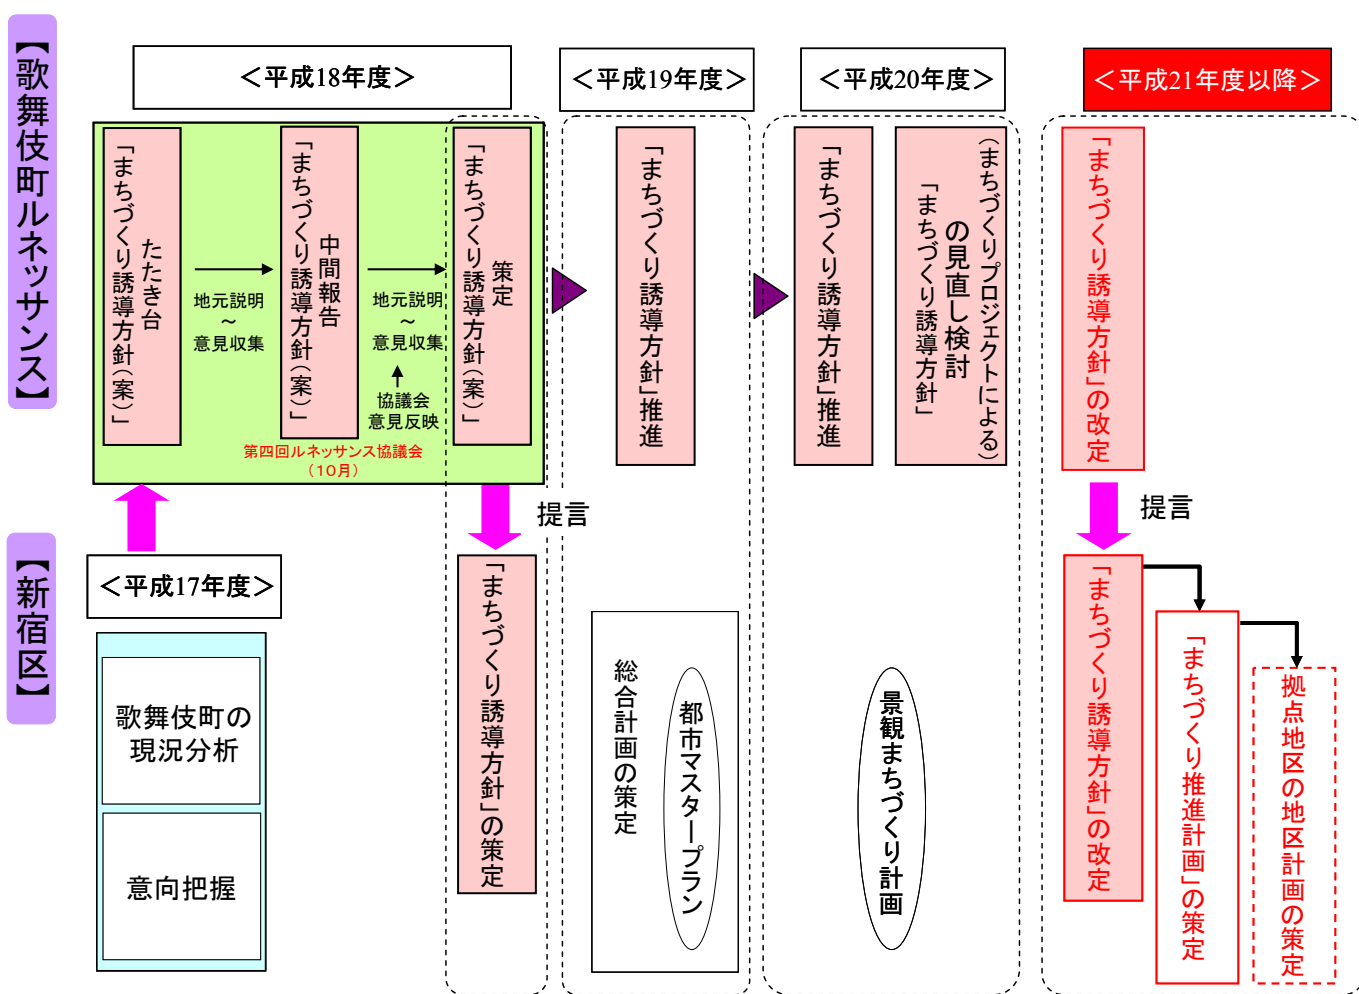 【歌舞伎町ルネッサンス】
＜平成18年度＞
＜平成19年度＞
＜平成20年度＞
＜平成21年度以降＞
たたき台
「まちづくり誘導方針（案）」
地元説明
～
意見収集
中間報告
「まちづくり誘導方針（案）」
地元説明
～
意見収集
協議会
意見反映
第四回ルネッサンス協議会
（１０月）
策定
「まちづくり誘導方針（案）」
「まちづくり誘導方針」推進
「まちづくり誘導方針」推進
（まちづくりプロジェクトによる）
の見直し検討
「まちづくり誘導方針」
「まちづくり誘導方針」の改定
提言
提言
【新宿区】
＜平成17年度＞
歌舞伎町の
現況分析
意向把握
「まちづくり誘導方針」の策定
総合計画の策定
都市マスタープラン
景観まちづくり計画
「まちづくり誘導方針」の改定
「まちづくり推進計画」の策定
拠点地区の地区計画の策定